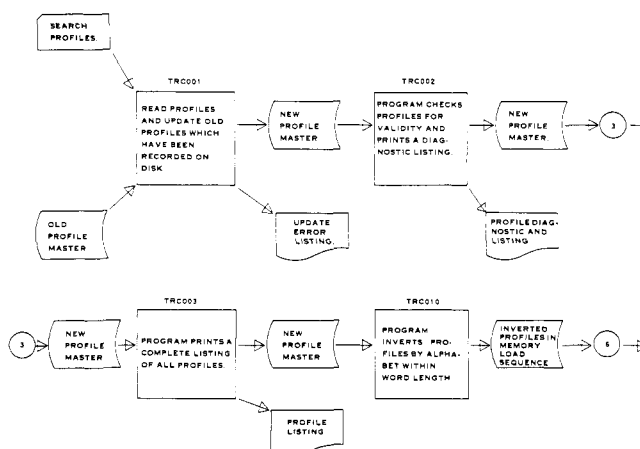 SEARCH
PROFILES.
TRC001
TRC002
READ PROFILES
AND UPDATE OLD
PROFILES WHICH
HAVE BEEN
RECORDED ON
DISK
NEW
PROFILE
MASTER
PROGRAM CHECKS
PROFILES FOR
VALIDITY AND
PRINTS A DIAG-
NOSTIC LISTING.
NEW
PROFILE
MASTER.
3
OLD
PROFILE
MASTER
UPDATE
ERROR
LISTING.
PROFILE DIAG-
NOSTIC AND
LISTING
TRC003
TRC010
3
NEW
PROFILE
MASTER
PROGRAM PRINTS A
COMPLETE LISTING
OF ALL PROFILES.
NEW
PROFILE
MASTER
PROGRAM
INVERTS PRO-
FILES BY ALPHA-
BET WITHIN
WORD LENGTH
INVERTED
PROFILES IN
MEMORY
LOAD
SEQUENCE
6
PROFILE
LISTING